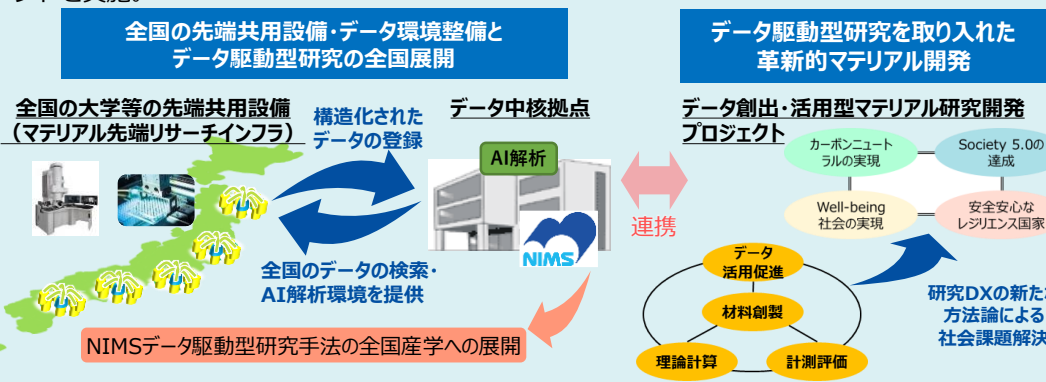 全国の先端共用設備・データ環境整備と
データ駆動型研究の全国展開
全国の大学等の先端共用設備
（マテリアル先端リサーチインフラ）
構造化された
データの登録
データ中核拠点
AI解析
NIMS
全国のデータの検索・
AI解析環境を提供
NIMSデータ駆動型研究手法の全国産学への展開
連携
データ駆動型研究を取り入れた
革新的マテリアル開発
データ創出・活用型マテリアル研究開発
プロジェクト
カーボンニュート
ラルの実現
Society 5.0の
達成
Well-being
社会の実現
安全安心な
レジリエンス国家
データ
活用促進
材料創製
理論計算
計測評価
研究DXの新た
方法論による
社会課題解決